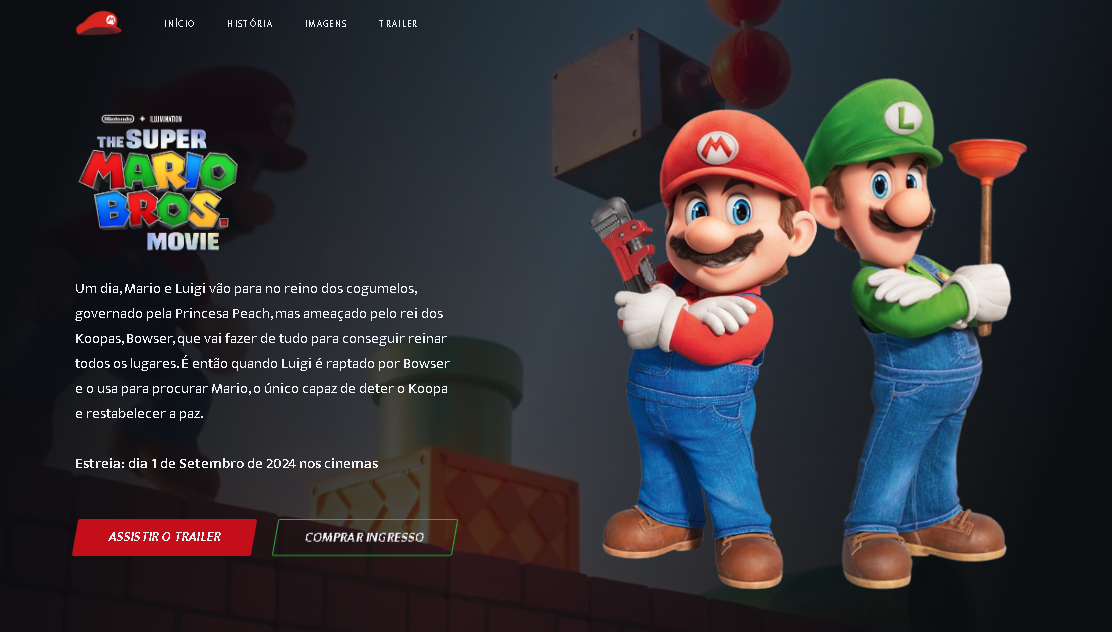 INÍCIO HISTÓRIA IMAGENS TRAILER
Nintendo + ILLUMINATION
THE SUPER
MARIO
BROS.
MOVIE
Um dia, Mario e Luigi vão para no reino dos cogumelos,
governado pela Princesa Peach, mas ameaçado pelo rei dos
Koopas, Bowser, que vai fazer de tudo para conseguir reinar
todos os lugares. É então quando Luigi é raptado por Bowser
e o usa para procurar Mario, o único capaz de deter o Koopa
e restabelecer a paz.
Estreia: dia 1 de Setembro de 2024 nos cinemas
ASSISTIR O TRAILER COMPRAR INGRESSO
M
L